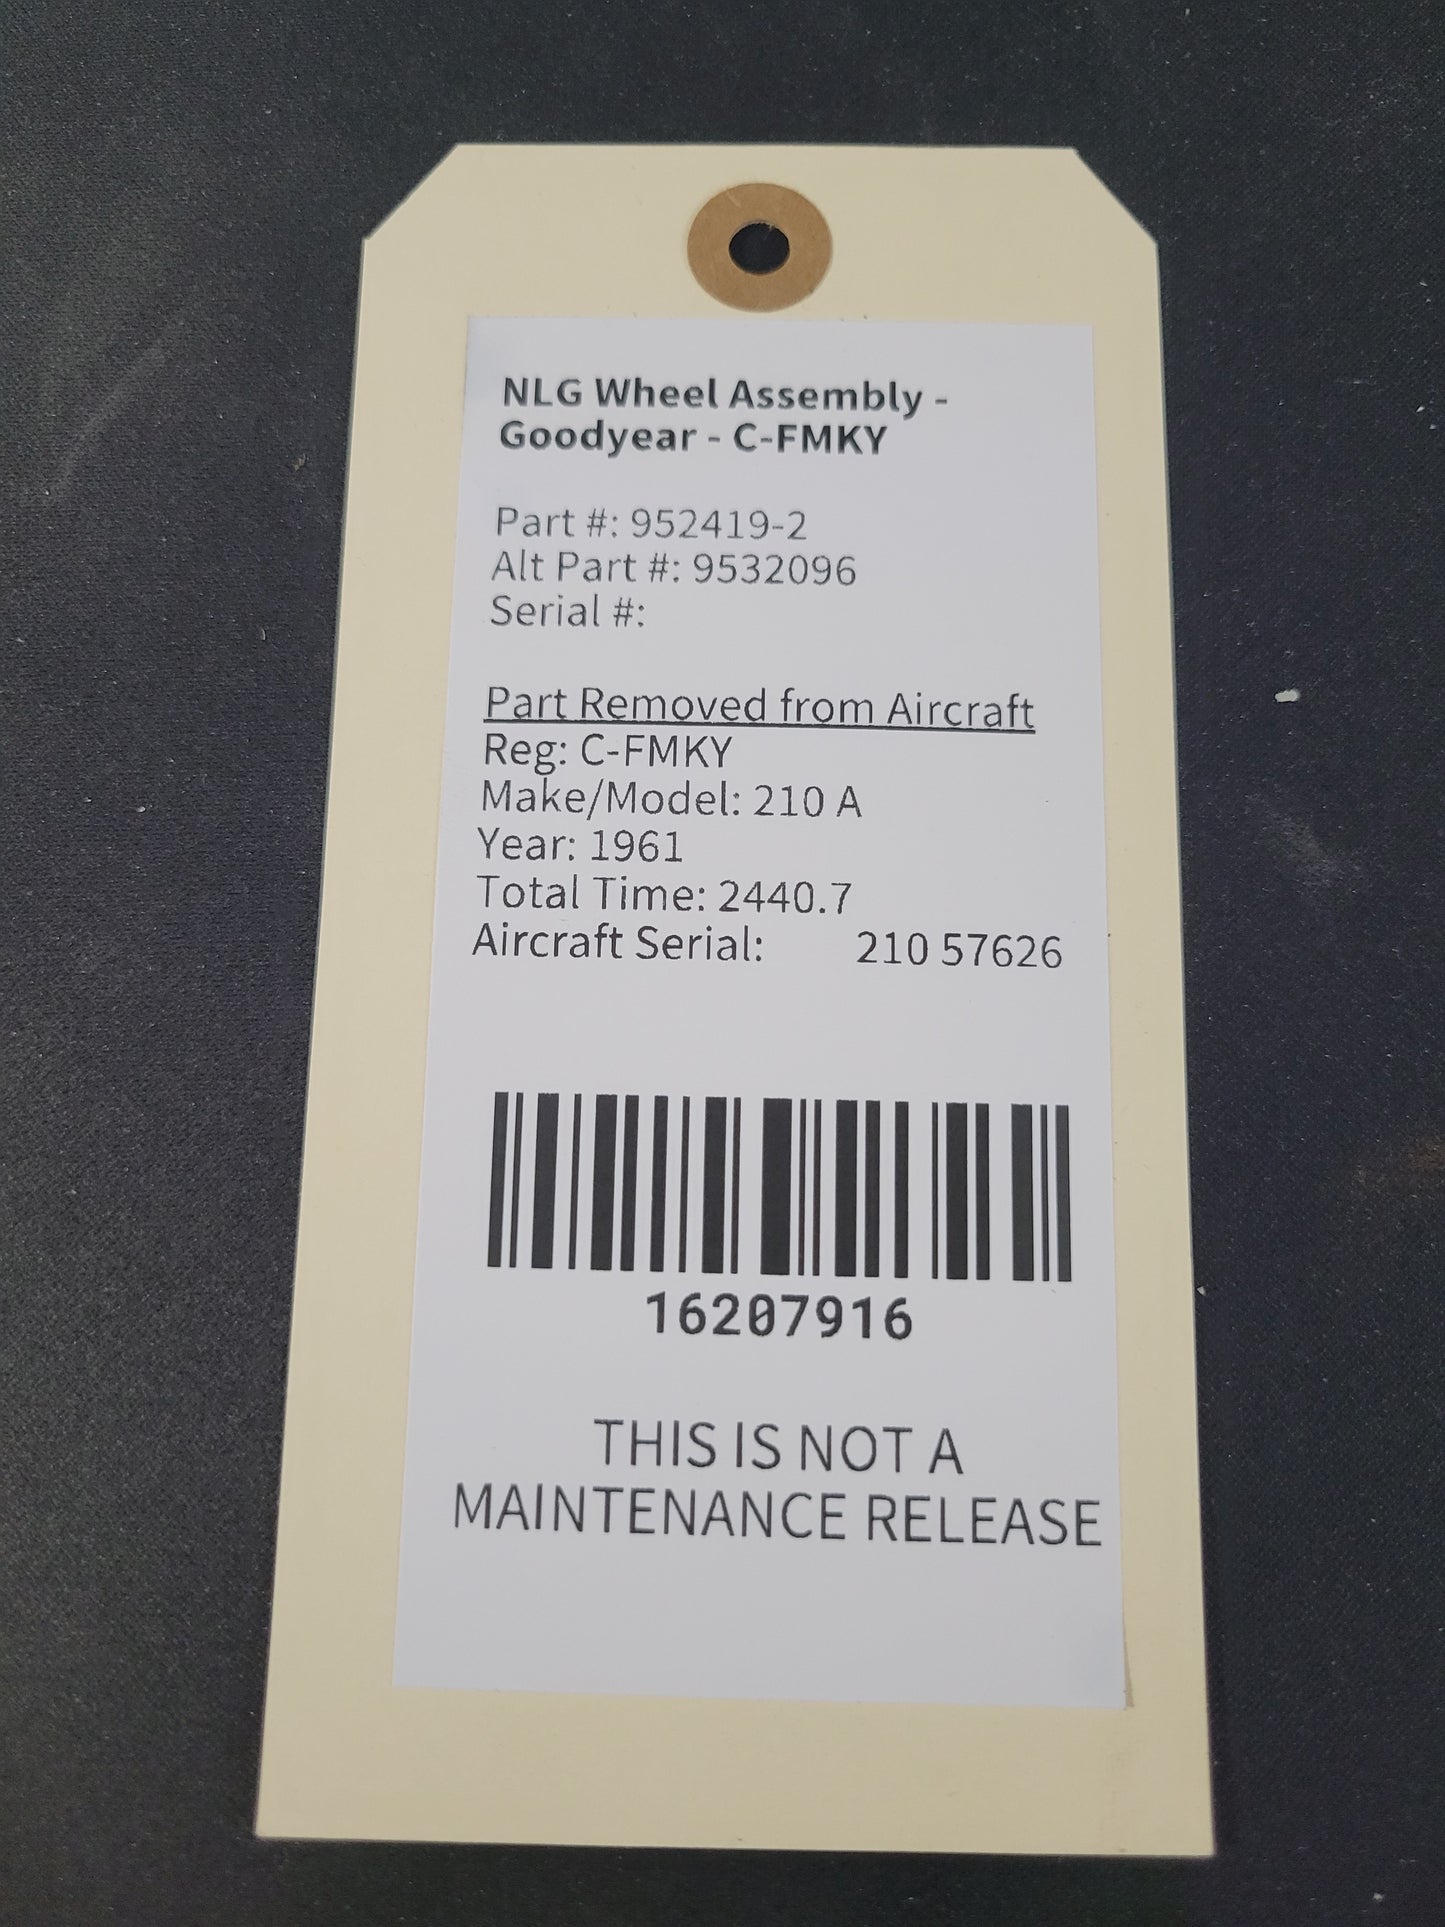 NLG Wheel Assembly -
Goodyear - C-FMKY
Part #: 952419-2
Alt Part #: 9532096
Serial #:
Part Removed from Aircraft
Reg: C-FMKY
Make/Model: 210 A
Year: 1961
Total Time: 2440.7
Aircraft Serial: 210 57626
16207916
THIS IS NOT A
MAINTENANCE RELEASE